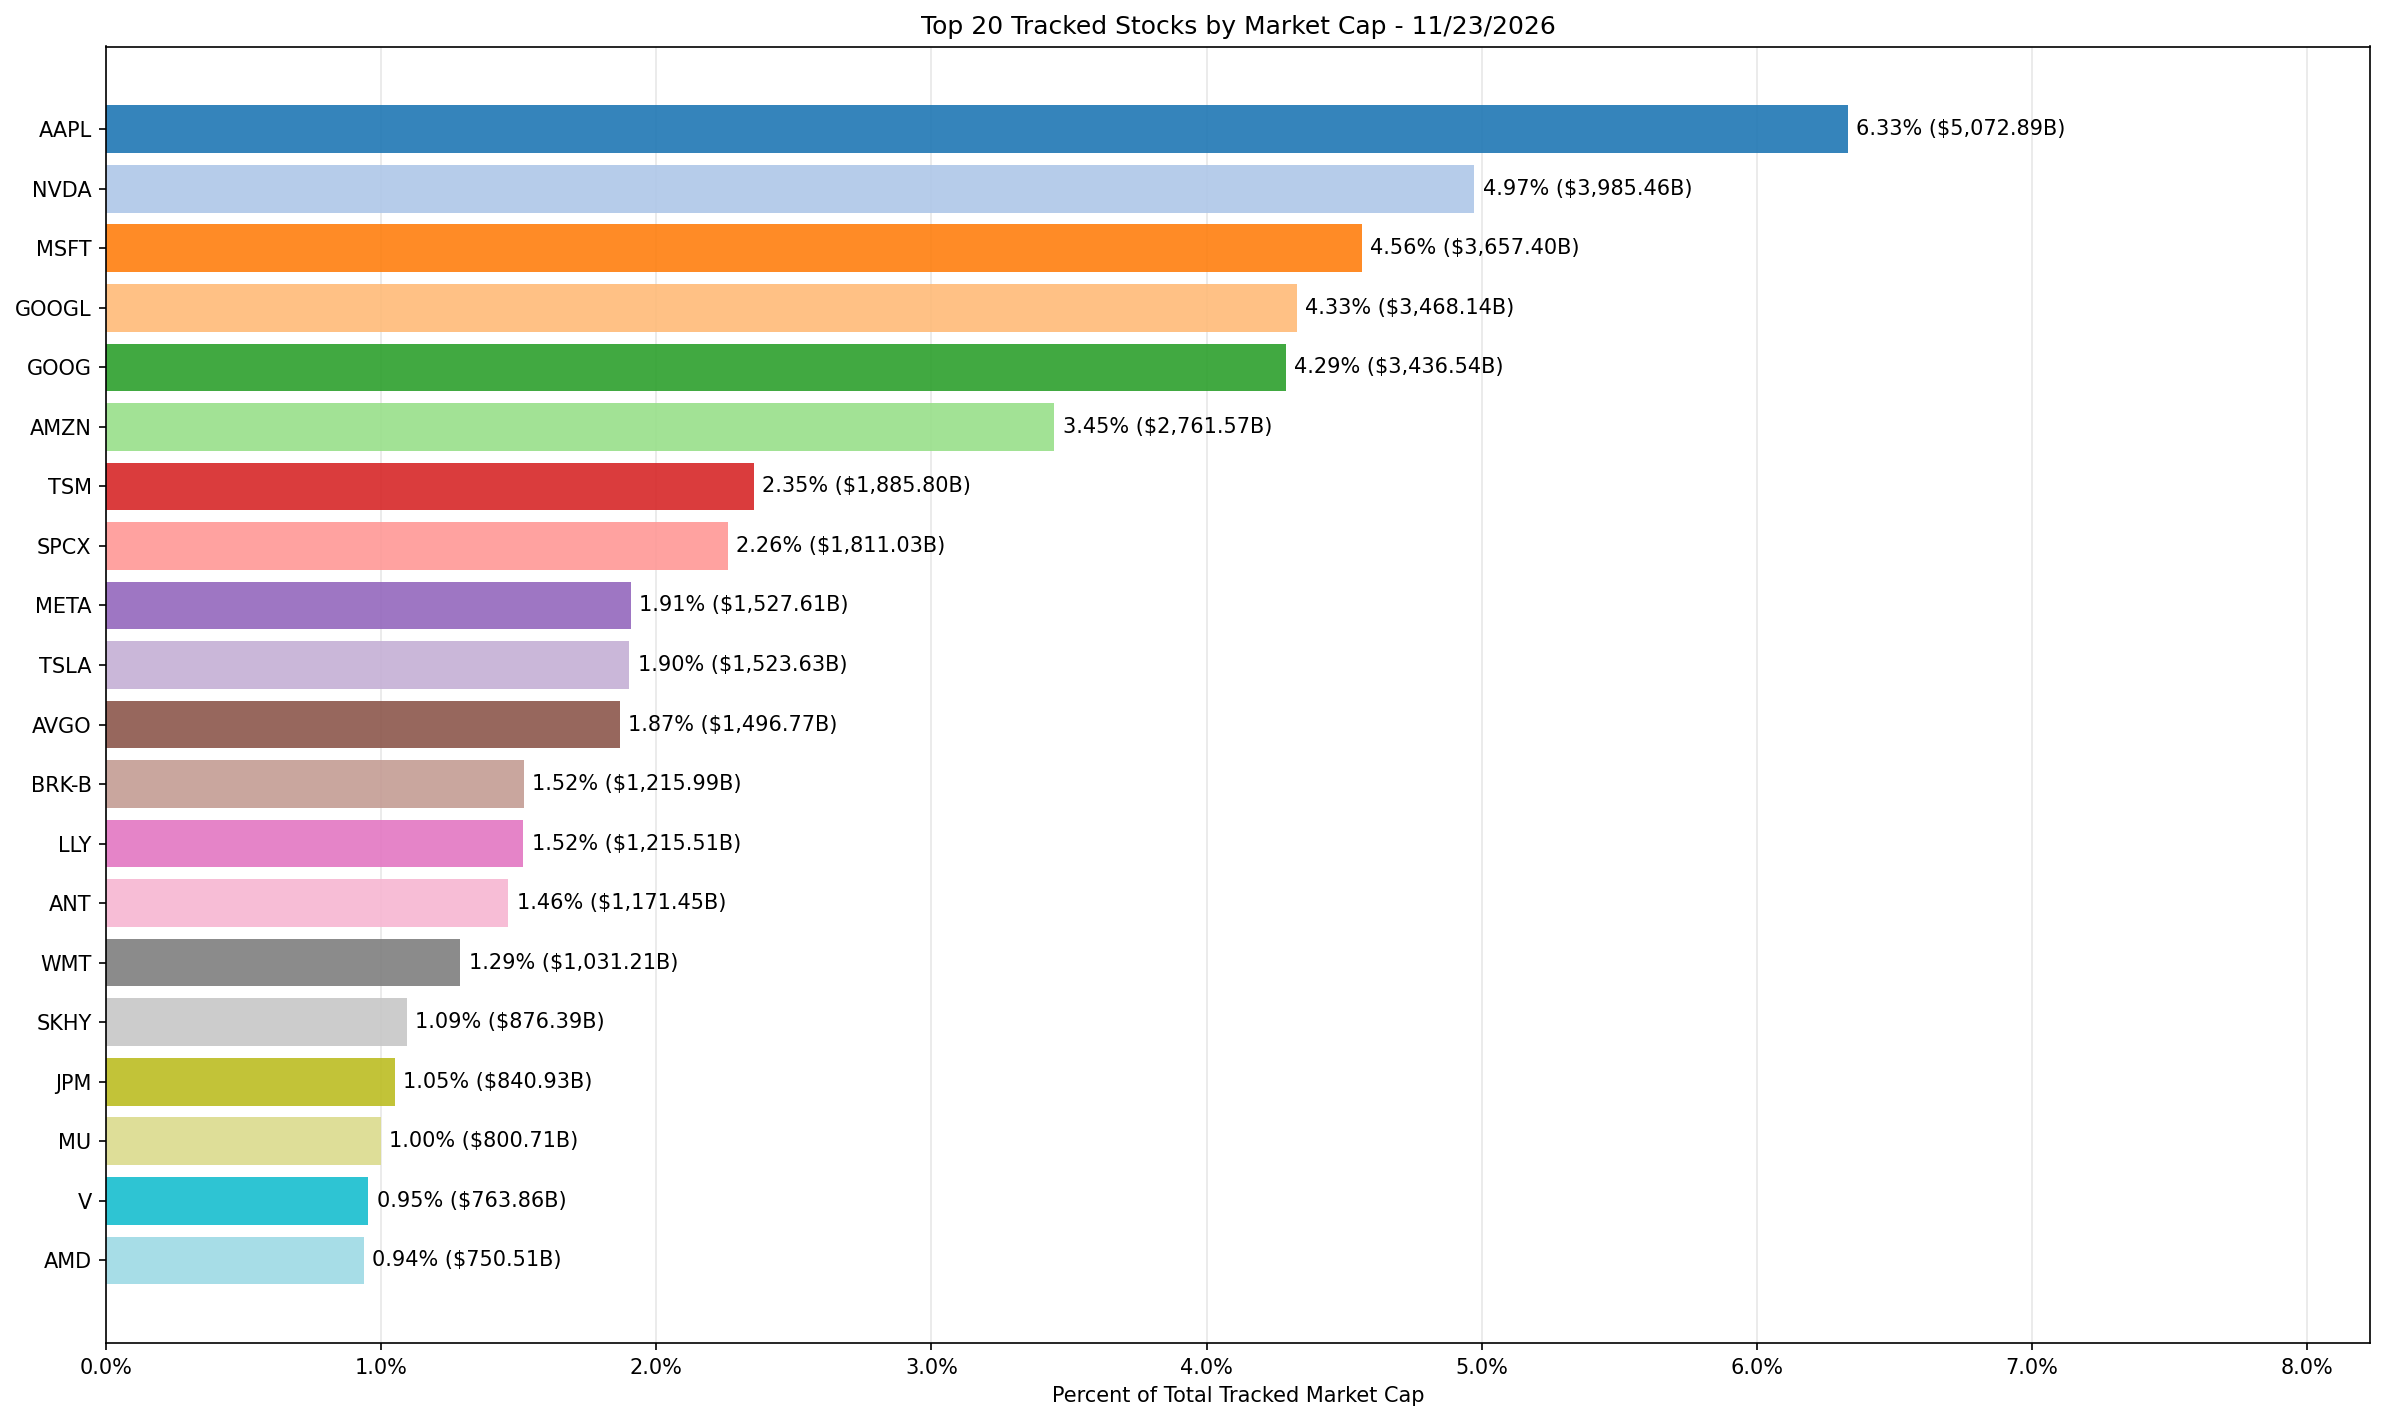 Top 20 Tracked Stocks by Market Cap - 11/23/2026
AAPL 6.33% ($5,072.89B)
NVDA 4.97% ($3,985.46B)
MSFT 4.56% ($3,657.40B)
GOOGL 4.33% ($3,468.14B)
GOOG 4.29% ($3,436.54B)
AMZN 3.45% ($2,761.57B)
TSM 2.35% ($1,885.80B)
SPCX 2.26% ($1,811.03B)
META 1.91% ($1,527.61B)
TSLA 1.90% ($1,523.63B)
AVGO 1.87% ($1,496.77B)
BRK-B 1.52% ($1,215.99B)
LLY 1.52% ($1,215.51B)
ANT 1.46% ($1,171.45B)
WMT 1.29% ($1,031.21B)
SKHY 1.09% ($876.39B)
JPM 1.05% ($840.93B)
MU 1.00% ($800.71B)
V 0.95% ($763.86B)
AMD 0.94% ($750.51B)
0.0% 1.0% 2.0% 3.0% 4.0% 5.0% 6.0% 7.0% 8.0%
Percent of Total Tracked Market Cap